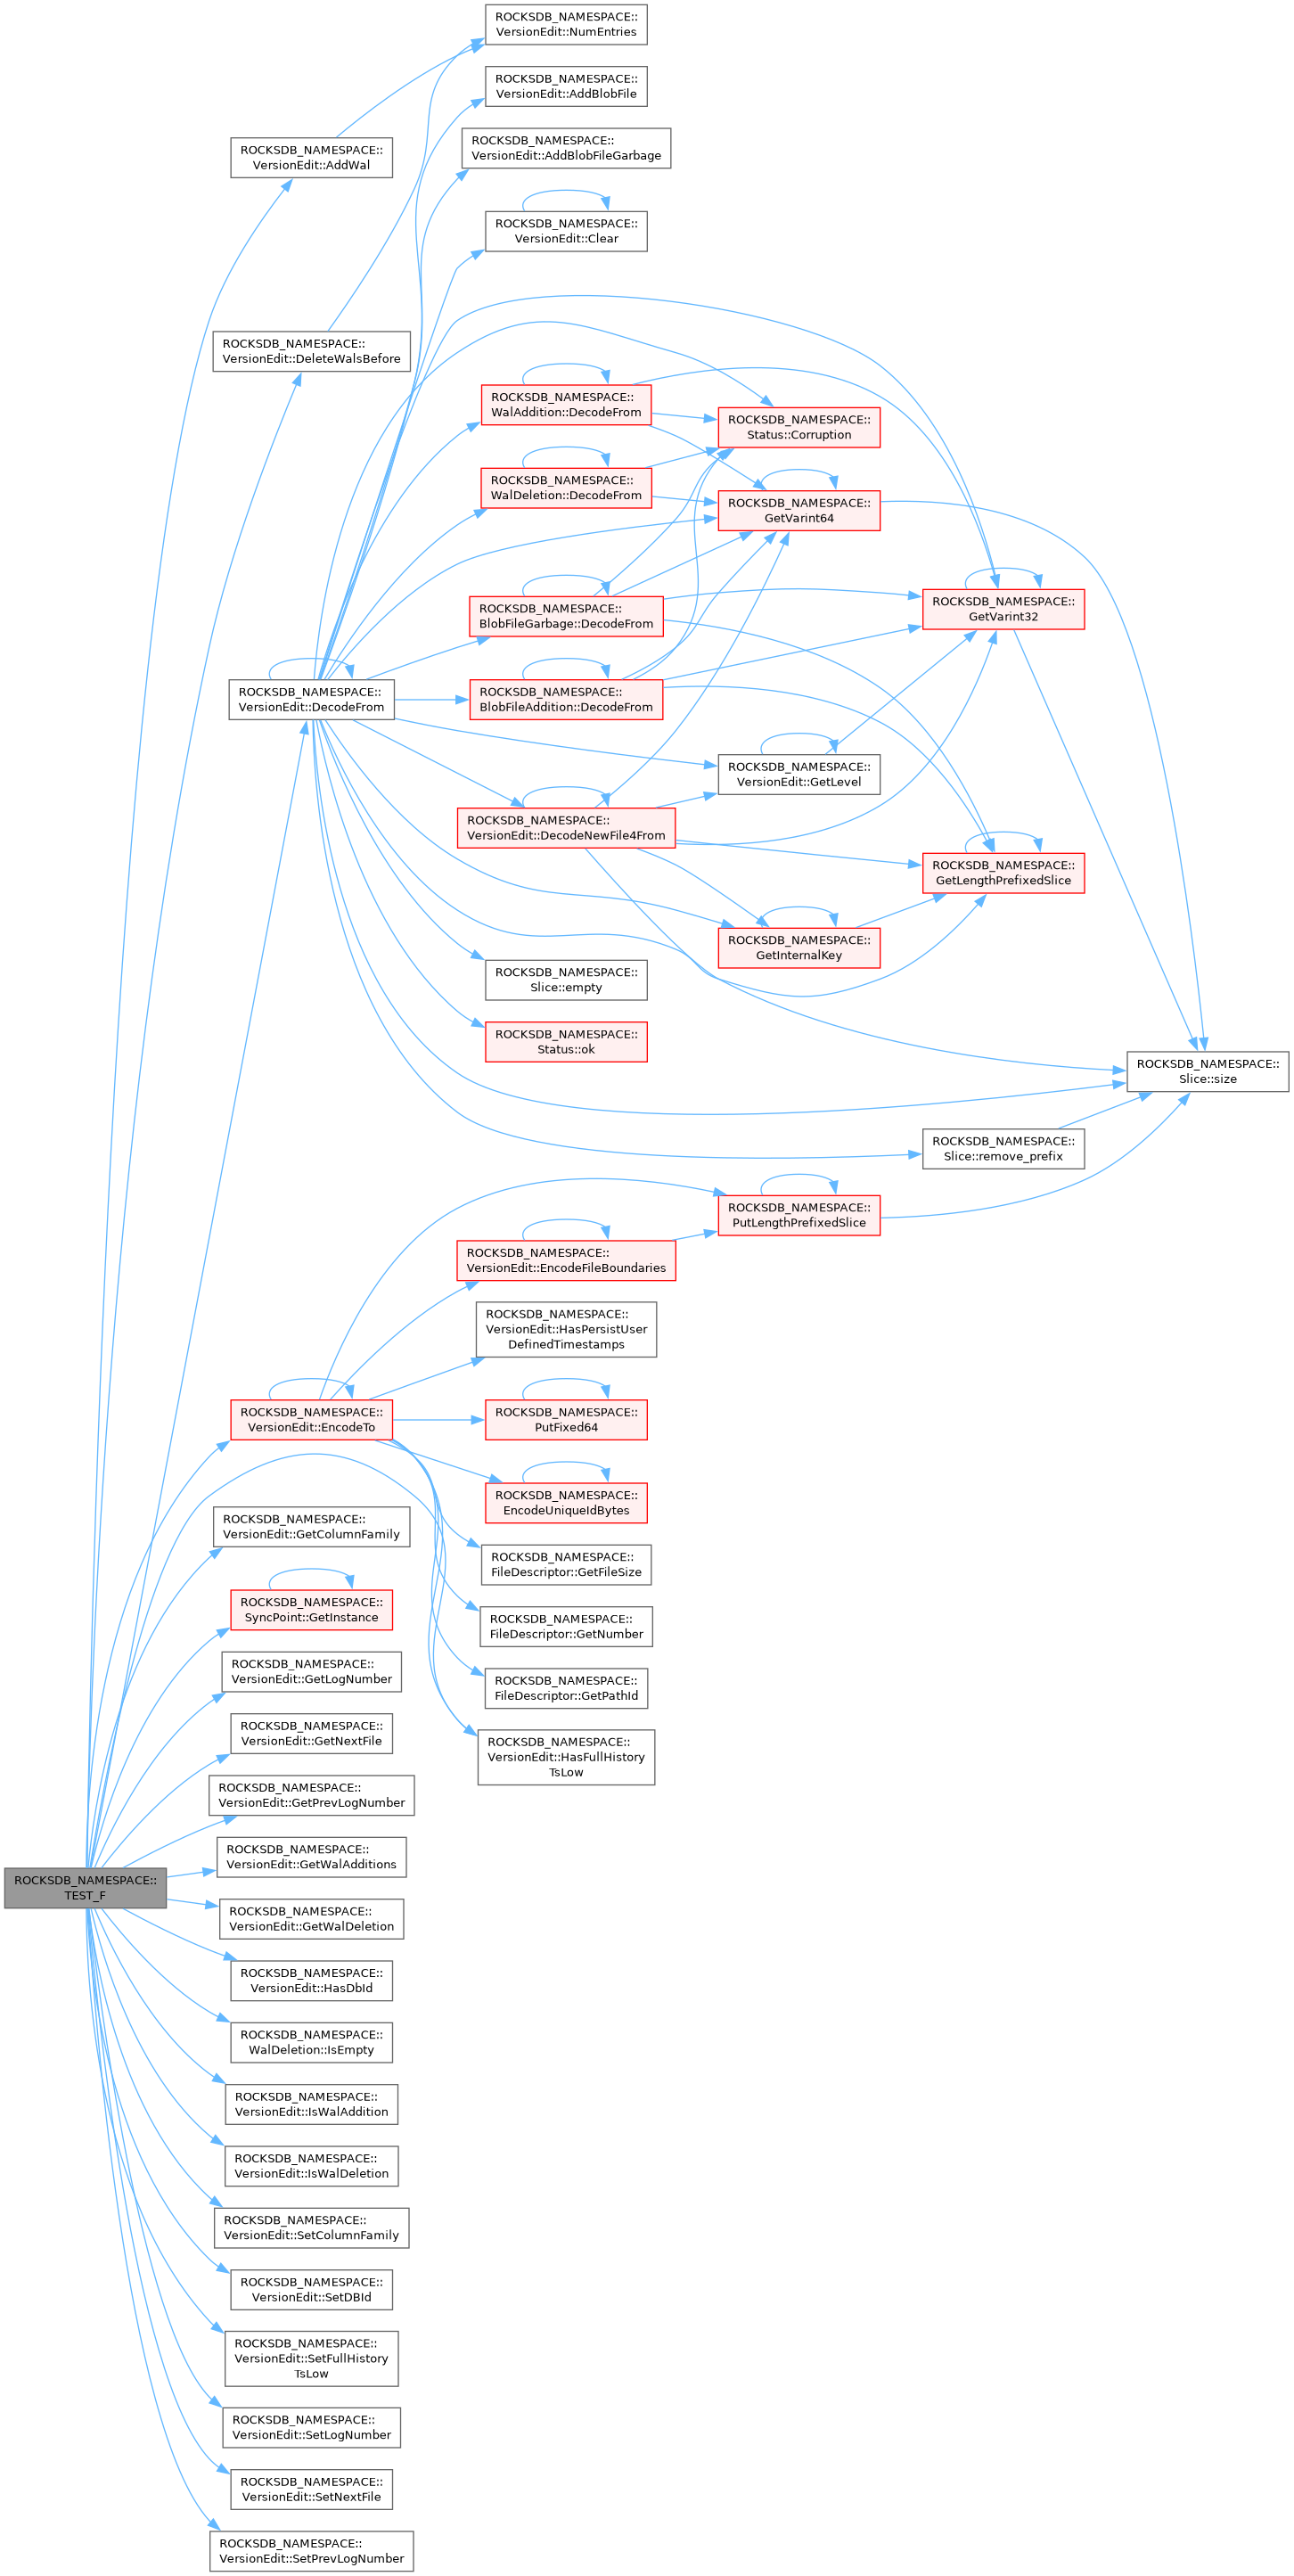 ROCKSDB_NAMESPACE::
VersionEdit::NumEntries
ROCKSDB_NAMESPACE::
VersionEdit::AddBlobFile
ROCKSDB_NAMESPACE::
VersionEdit::AddBlobFileGarbage
ROCKSDB_NAMESPACE::
VersionEdit::AddWal
ROCKSDB_NAMESPACE::
VersionEdit::Clear
ROCKSDB_NAMESPACE::
VersionEdit::DeleteWalsBefore
ROCKSDB_NAMESPACE::
WalAddition::DecodeFrom
ROCKSDB_NAMESPACE::
Status::Corruption
ROCKSDB_NAMESPACE::
WalDeletion::DecodeFrom
ROCKSDB_NAMESPACE::
GetVarint64
ROCKSDB_NAMESPACE::
BlobFileGarbage::DecodeFrom
ROCKSDB_NAMESPACE::
GetVarint32
ROCKSDB_NAMESPACE::
VersionEdit::DecodeFrom
ROCKSDB_NAMESPACE::
BlobFileAddition::DecodeFrom
ROCKSDB_NAMESPACE::
VersionEdit::GetLevel
ROCKSDB_NAMESPACE::
VersionEdit::DecodeNewFile4From
ROCKSDB_NAMESPACE::
GetLengthPrefixedSlice
ROCKSDB_NAMESPACE::
GetInternalKey
ROCKSDB_NAMESPACE::
Slice::empty
ROCKSDB_NAMESPACE::
Status::ok
ROCKSDB_NAMESPACE::
Slice::size
ROCKSDB_NAMESPACE::
Slice::remove_prefix
ROCKSDB_NAMESPACE::
PutLengthPrefixedSlice
ROCKSDB_NAMESPACE::
VersionEdit::EncodeFileBoundaries
ROCKSDB_NAMESPACE::
VersionEdit::HasPersistUser
DefinedTimestamps
ROCKSDB_NAMESPACE::
VersionEdit::EncodeTo
ROCKSDB_NAMESPACE::
PutFixed64
ROCKSDB_NAMESPACE::
EncodeUniqueIdBytes
ROCKSDB_NAMESPACE::
VersionEdit::GetColumnFamily
ROCKSDB_NAMESPACE::
FileDescriptor::GetFileSize
ROCKSDB_NAMESPACE::
SyncPoint::GetInstance
ROCKSDB_NAMESPACE::
FileDescriptor::GetNumber
ROCKSDB_NAMESPACE::
VersionEdit::GetLogNumber
ROCKSDB_NAMESPACE::
FileDescriptor::GetPathId
ROCKSDB_NAMESPACE::
VersionEdit::GetNextFile
ROCKSDB_NAMESPACE::
VersionEdit::HasFullHistory
TsLow
ROCKSDB_NAMESPACE::
VersionEdit::GetPrevLogNumber
ROCKSDB_NAMESPACE::
VersionEdit::GetWalAdditions
ROCKSDB_NAMESPACE::
TEST_F
ROCKSDB_NAMESPACE::
VersionEdit::GetWalDeletion
ROCKSDB_NAMESPACE::
VersionEdit::HasDbId
ROCKSDB_NAMESPACE::
WalDeletion::IsEmpty
ROCKSDB_NAMESPACE::
VersionEdit::IsWalAddition
ROCKSDB_NAMESPACE::
VersionEdit::IsWalDeletion
ROCKSDB_NAMESPACE::
VersionEdit::SetColumnFamily
ROCKSDB_NAMESPACE::
VersionEdit::SetDBId
ROCKSDB_NAMESPACE::
VersionEdit::SetFullHistory
TsLow
ROCKSDB_NAMESPACE::
VersionEdit::SetLogNumber
ROCKSDB_NAMESPACE::
VersionEdit::SetNextFile
ROCKSDB_NAMESPACE::
VersionEdit::SetPrevLogNumber